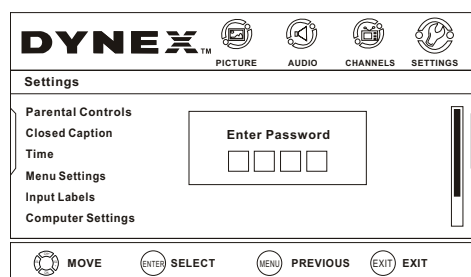 DYNEX™
PICTURE AUDIO CHANNELS SETTINGS
Settings
Parental Controls
Closed Caption
Time
Menu Settings
Input Labels
Computer Settings
Enter Password
MOVE ENTER SELECT MENU PREVIOUS EXIT EXIT